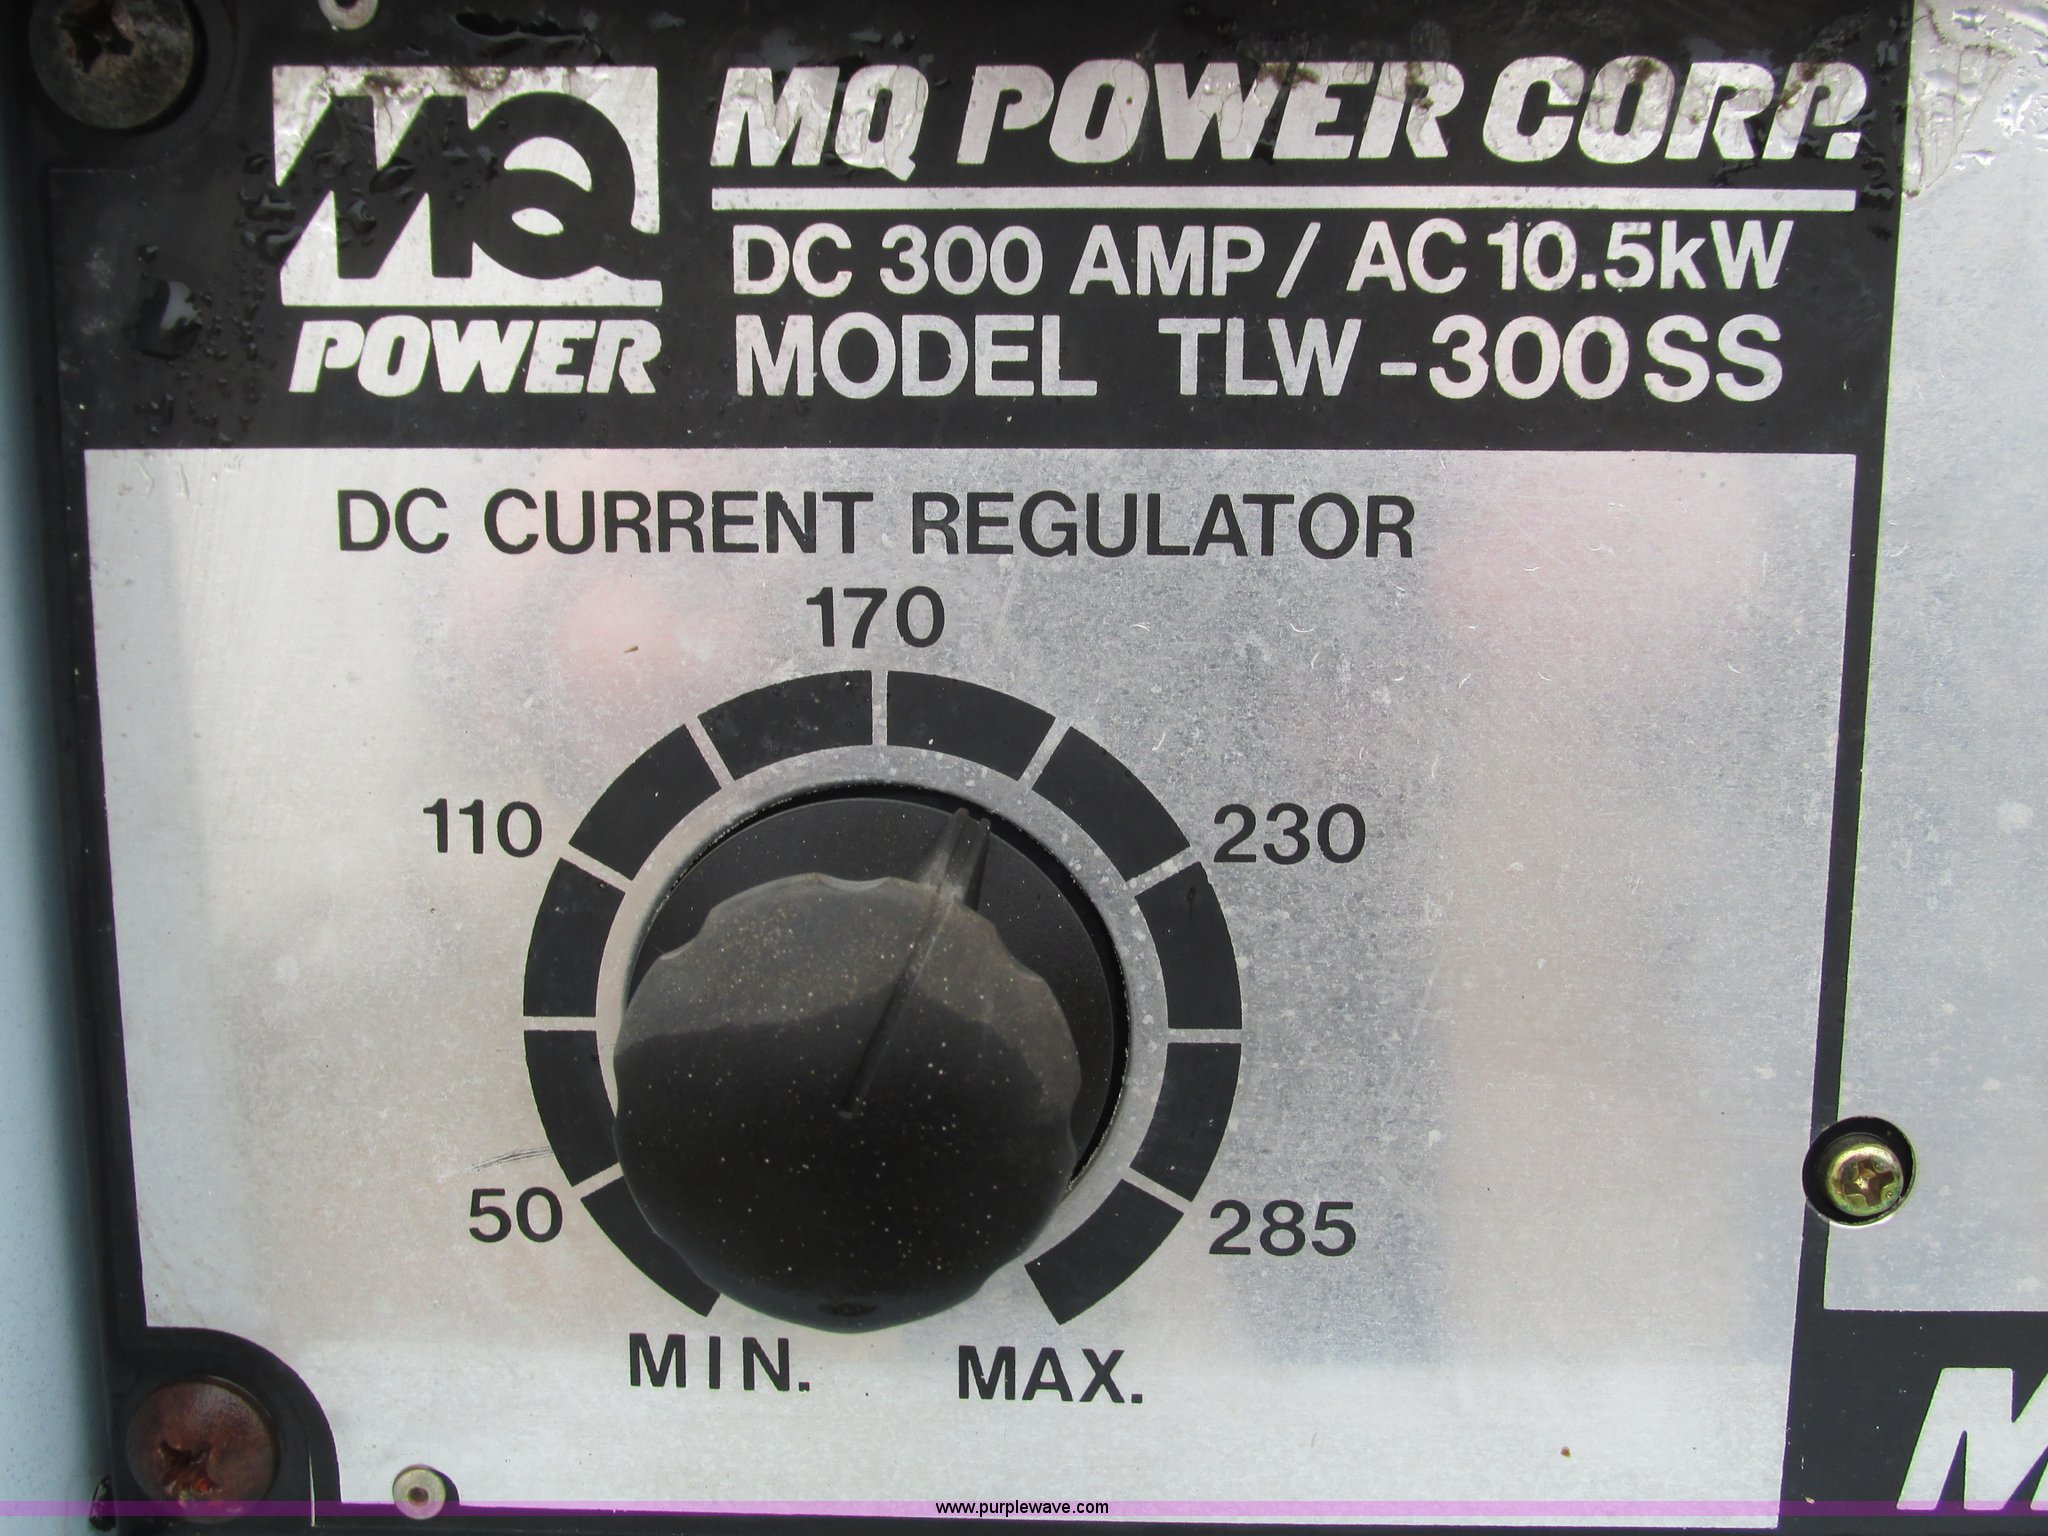 MQ
POWER
MQ POWER CORP.
DC 300 AMP / AC 10.5kW
MODEL TLW-300SS
DC CURRENT REGULATOR
170
110
230
50
285
MIN.
MAX.
M
www.purplewave.com